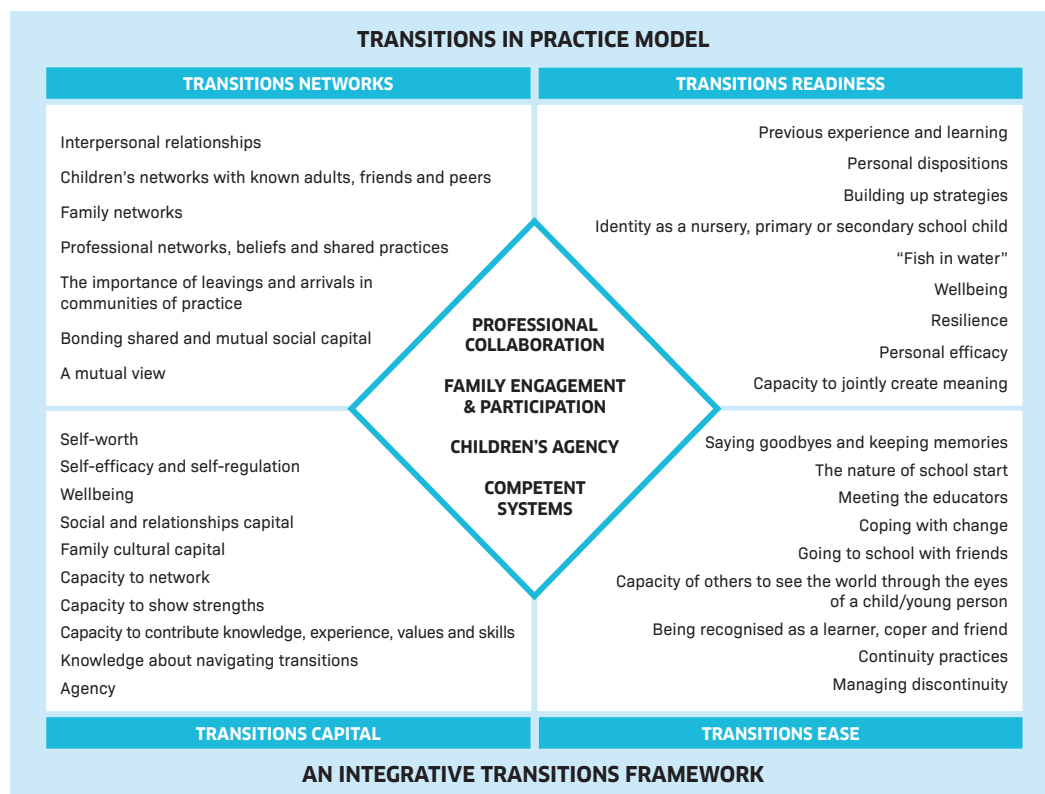 TRANSITIONS IN PRACTICE MODEL
TRANSITIONS NETWORKS
Interpersonal relationships
Children’s networks with known adults, friends and peers
Family networks
Professional networks, beliefs and shared practices
The importance of leavings and arrivals in
communities of practice
Bonding shared and mutual social capital
A mutual view
TRANSITIONS READINESS
Previous experience and learning
Personal dispositions
Building up strategies
Identity as a nursery, primary or secondary school child
“Fish in water”
Wellbeing
Resilience
Personal efficacy
Capacity to jointly create meaning
PROFESSIONAL
COLLABORATION
FAMILY ENGAGEMENT
& PARTICIPATION
CHILDREN’S AGENCY
COMPETENT
SYSTEMS
Self-worth
Self-efficacy and self-regulation
Wellbeing
Social and relationships capital
Family cultural capital
Capacity to network
Capacity to show strengths
Capacity to contribute knowledge, experience, values and skills
Knowledge about navigating transitions
Agency
TRANSITIONS CAPITAL
Saying goodbyes and keeping memories
The nature of school start
Meeting the educators
Coping with change
Going to school with friends
Capacity of others to see the world through the eyes
of a child/young person
Being recognised as a learner, coper and friend
Continuity practices
Managing discontinuity
TRANSITIONS EASE
AN INTEGRATIVE TRANSITIONS FRAMEWORK